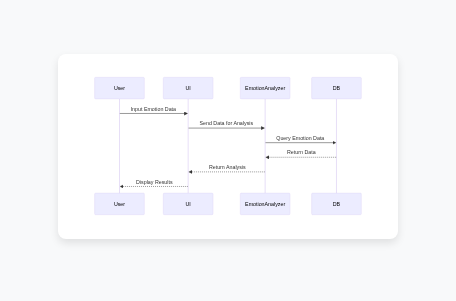 User UI EmotionAnalyzer DB
Input Emotion Data
Send Data for Analysis
Query Emotion Data
Return Data
Return Analysis
Display Results
User UI EmotionAnalyzer DB